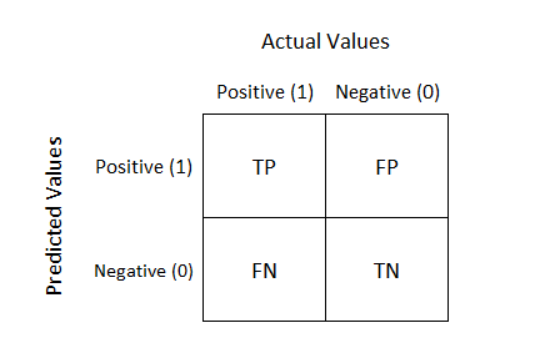 Actual Values
Positive (1) Negative (0)
Predicted Values
Positive (1) TP FP
Negative (0) FN TN